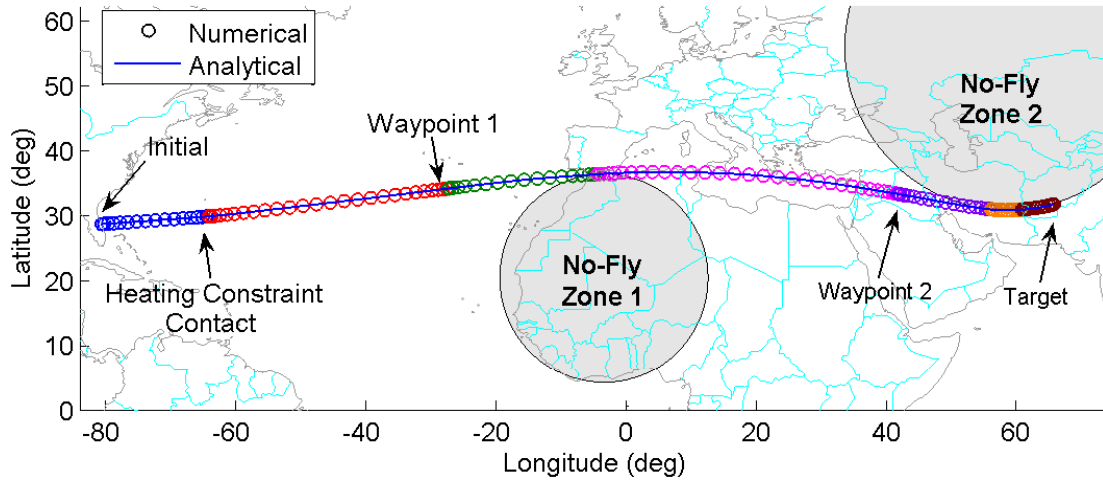 Numerical
Analytical
Initial
Waypoint 1
Heating Constraint
Contact
No-Fly
Zone 1
No-Fly
Zone 2
Waypoint 2
Target
Latitude (deg)
60
50
40
30
20
10
0
-80
-60
-40
-20
0
20
40
60
Longitude (deg)